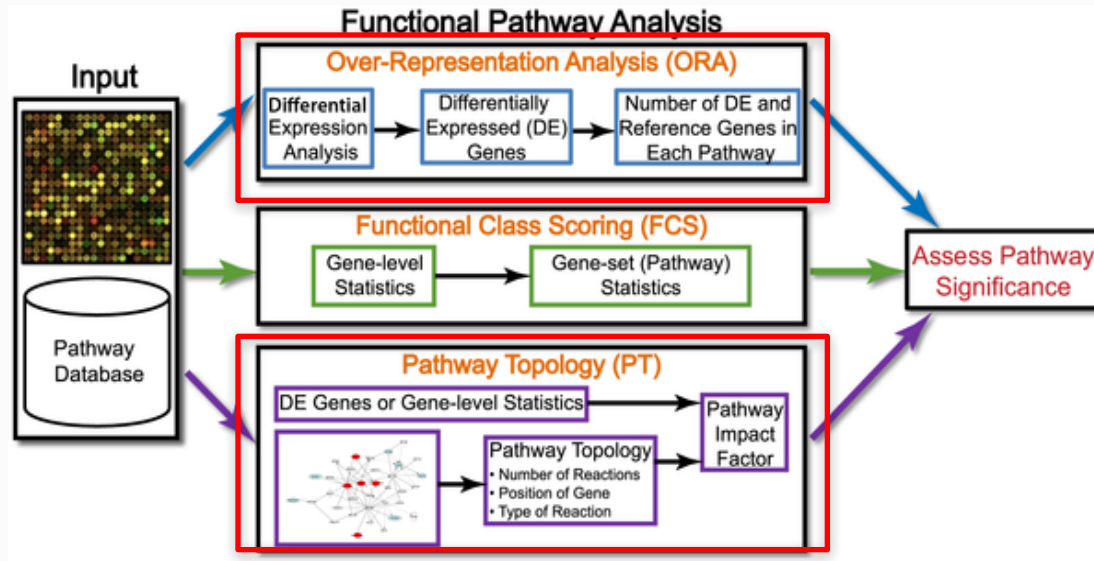 Functional Pathway Analysis
Input
Over-Representation Analysis (ORA)
Differential
Expression
Analysis
Differentially
Expressed (DE)
Genes
Number of DE and
Reference Genes in
Each Pathway
Functional Class Scoring (FCS)
Gene-level
Statistics
Gene-set (Pathway)
Statistics
Assess Pathway
Significance
Pathway
Database
Pathway Topology (PT)
DE Genes or Gene-level Statistics
Pathway Topology
• Number of Reactions
• Position of Gene
• Type of Reaction
Pathway
Impact
Factor